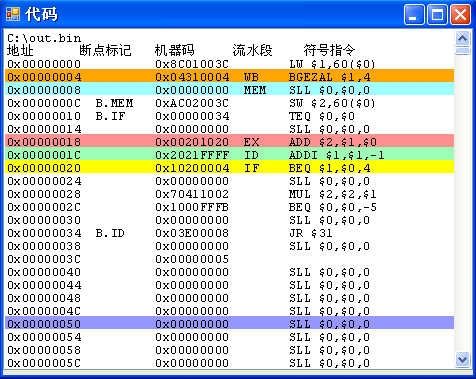 代码
C:\out.bin
地址 断点标记 机器码 流水段 符号指令
0x00000000 0x8C01003C LW $1,60($0)
0x00000004 0x04310004 WB BGEZAL $1,4
0x00000008 0x00000000 MEM SLL $0,$0,0
0x0000000C B.MEM 0xAC02003C SW $2,60($0)
0x00000010 B.IF 0x00000034 TEQ $0,$0
0x00000014 0x00000000 SLL $0,$0,0
0x00000018 0x00201020 EX ADD $2,$1,$0
0x0000001C 0x2021FFFF ID ADDI $1,$1,-1
0x00000020 0x10200004 IF BEQ $1,$0,4
0x00000024 0x00000000 SLL $0,$0,0
0x00000028 0x70411002 MUL $2,$2,$1
0x0000002C 0x1000FFFB BEQ $0,$0,-5
0x00000030 0x00000000 SLL $0,$0,0
0x00000034 B.ID 0x03E00008 JR $31
0x00000038 0x00000000 SLL $0,$0,0
0x0000003C 0x00000005
0x00000040 0x00000000 SLL $0,$0,0
0x00000044 0x00000000 SLL $0,$0,0
0x00000048 0x00000000 SLL $0,$0,0
0x0000004C 0x00000000 SLL $0,$0,0
0x00000050 0x00000000 SLL $0,$0,0
0x00000054 0x00000000 SLL $0,$0,0
0x00000058 0x00000000 SLL $0,$0,0
0x0000005C 0x00000000 SLL $0,$0,0